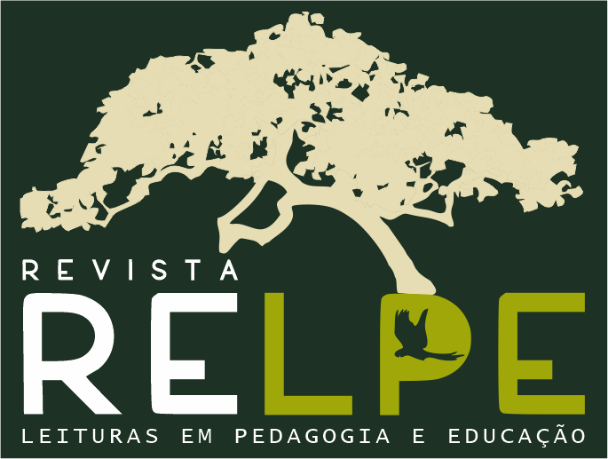 REVISTA
RELPE
LEITURAS EM PEDAGOGIA E EDUCAÇÃO